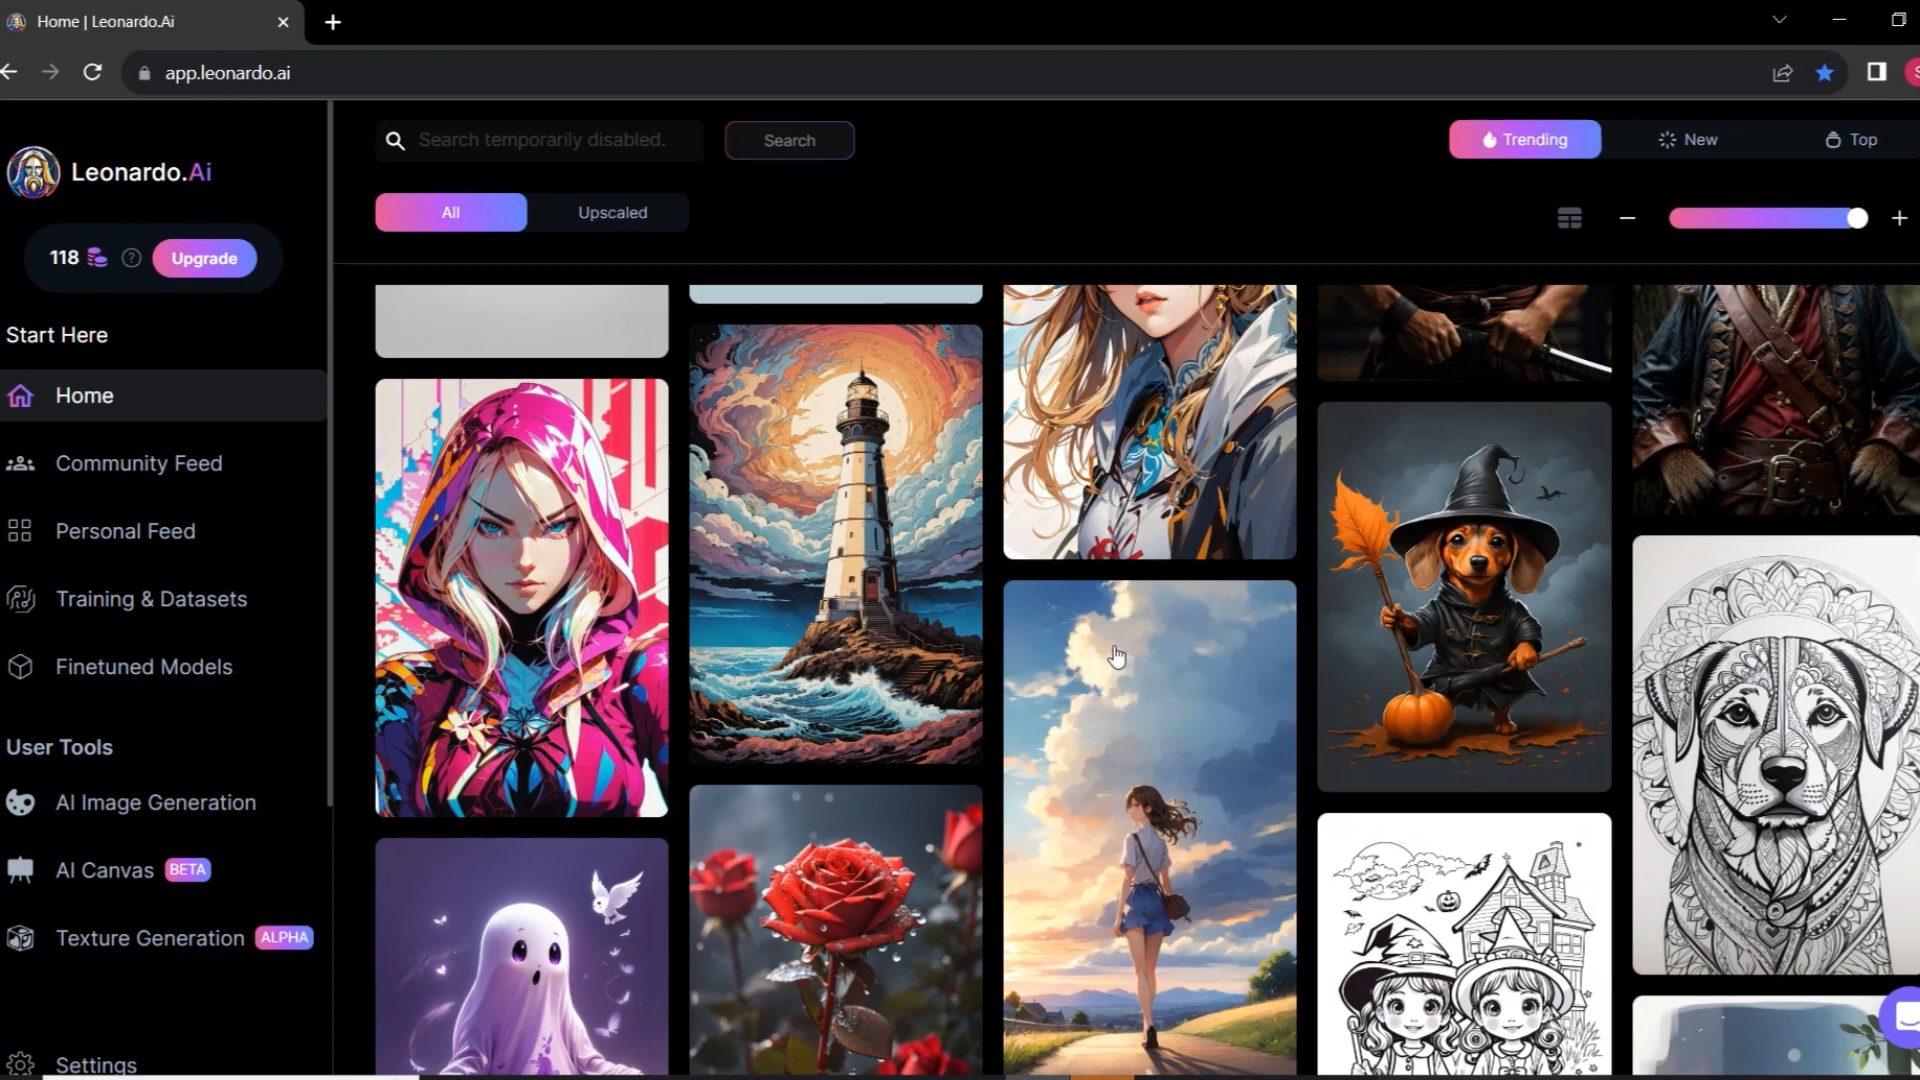 Home | Leonardo.Ai
app.leonardo.ai
Leonardo.Ai
118
Upgrade
Start Here
Home
Community Feed
Personal Feed
Training & Datasets
Finetuned Models
User Tools
AI Image Generation
AI Canvas BETA
Texture Generation ALPHA
Settings
Search temporarily disabled.
Search
Trending
New
Top
All
Upscaled